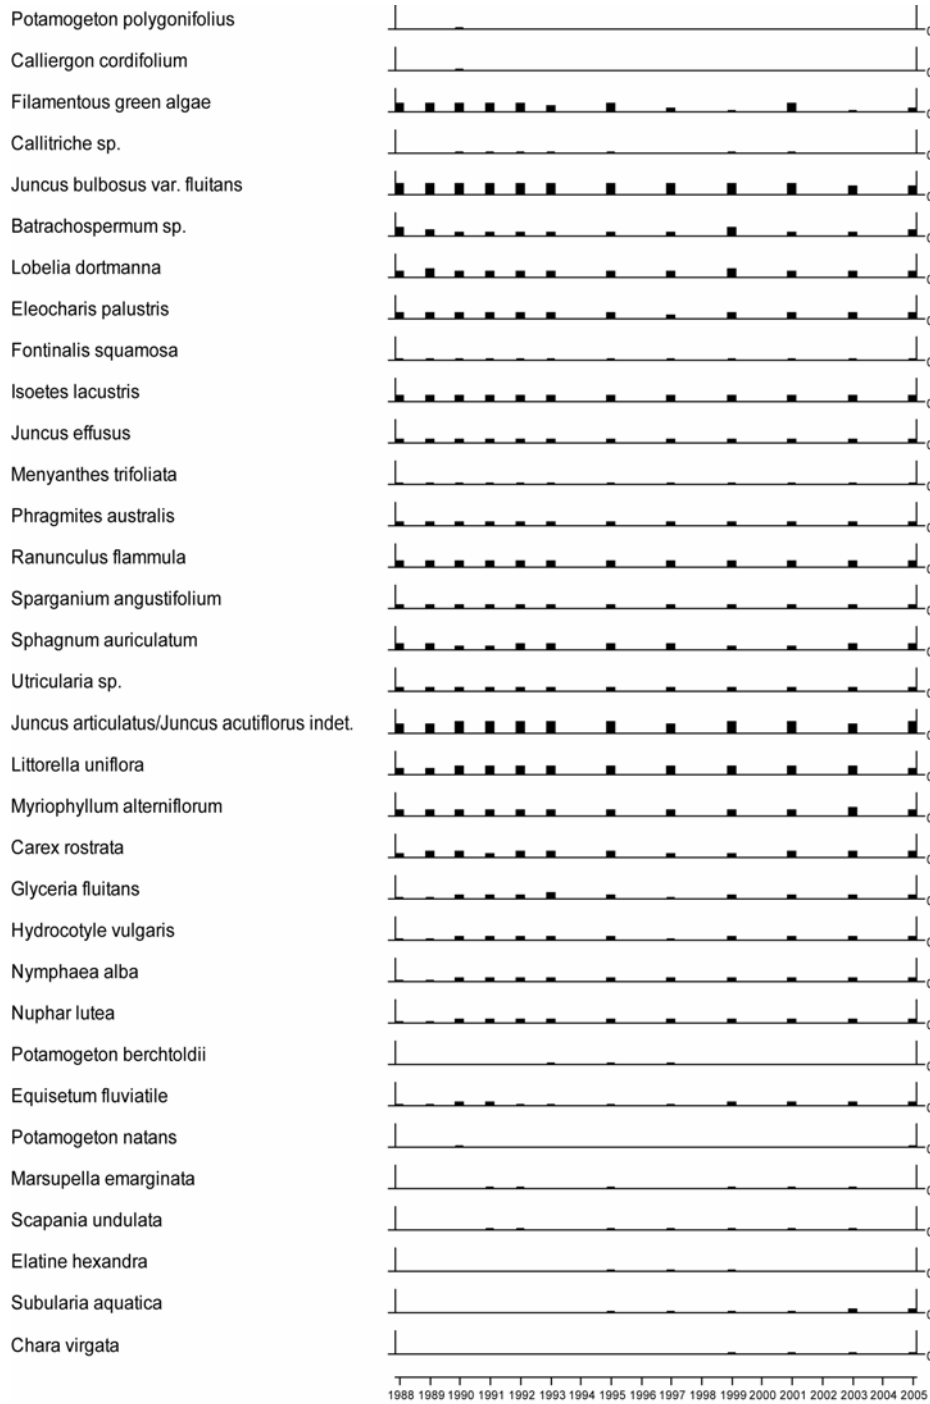 Potamogeton polygonifolius
Calliergon cordifolium
Filamentous green algae
Callitriche sp.
Juncus bulbosus var. fluitans
Batrachospermum sp.
Lobelia dortmanna
Eleocharis palustris
Fontinalis squamosa
Isoetes lacustris
Juncus effusus
Menyanthes trifoliata
Phragmites australis
Ranunculus flammula
Sparganium angustifolium
Sphagnum auriculatum
Utricularia sp.
Juncus articulatus/Juncus acutiflorus indet.
Littorella uniflora
Myriophyllum alterniflorum
Carex rostrata
Glyceria fluitans
Hydrocotyle vulgaris
Nymphaea alba
Nuphar lutea
Potamogeton berchtoldii
Equisetum fluviatile
Potamogeton natans
Marsupella emarginata
Scapania undulata
Elatine hexandra
Subularia aquatica
Chara virgata
1988 1989 1990 1991 1992 1993 1994 1995 1996 1997 1998 1999 2000 2001 2002 2003 2004 2005